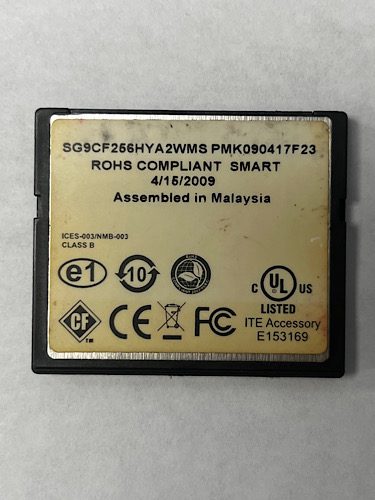 SG9CF256HYA2WMS PMK090417F23
ROHS COMPLIANT SMART
4/15/2009
Assembled in Malaysia
ICES-003/NMB-003
CLASS B
e1
10
C UL US
LISTED
ITE Accessory
E153169
CF TM
CE
FC